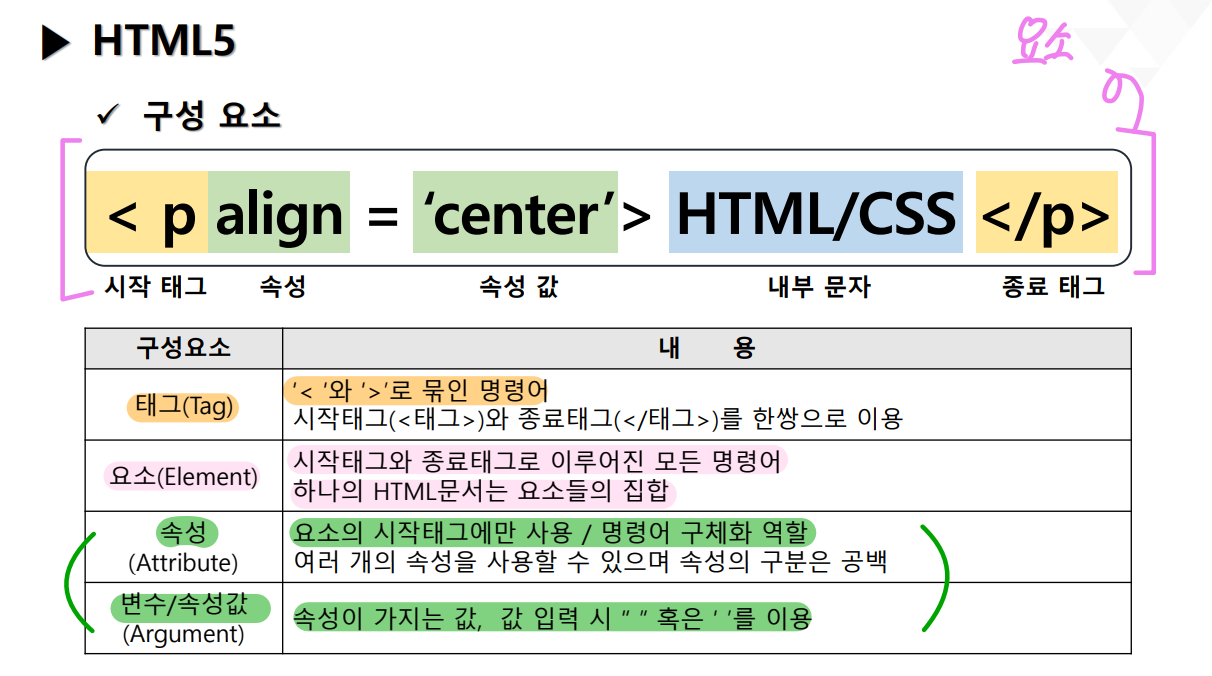 ▶ HTML5
요소
✓ 구성 요소
< p align = ‘center’> HTML/CSS </p>
시작 태그 속성 속성 값 내부 문자 종료 태그
구성요소 내 용
태그(Tag)
‘< ‘와 ‘>’로 묶인 명령어
시작태그(<태그>)와 종료태그(</태그>)를 한쌍으로 이용
요소(Element)
시작태그와 종료태그로 이루어진 모든 명령어
하나의 HTML문서는 요소들의 집합
속성
(Attribute)
요소의 시작태그에만 사용 / 명령어 구체화 역할
여러 개의 속성을 사용할 수 있으며 속성의 구분은 공백
변수/속성값
(Argument)
속성이 가지는 값, 값 입력 시 “ ” 혹은 ‘ ’를 이용